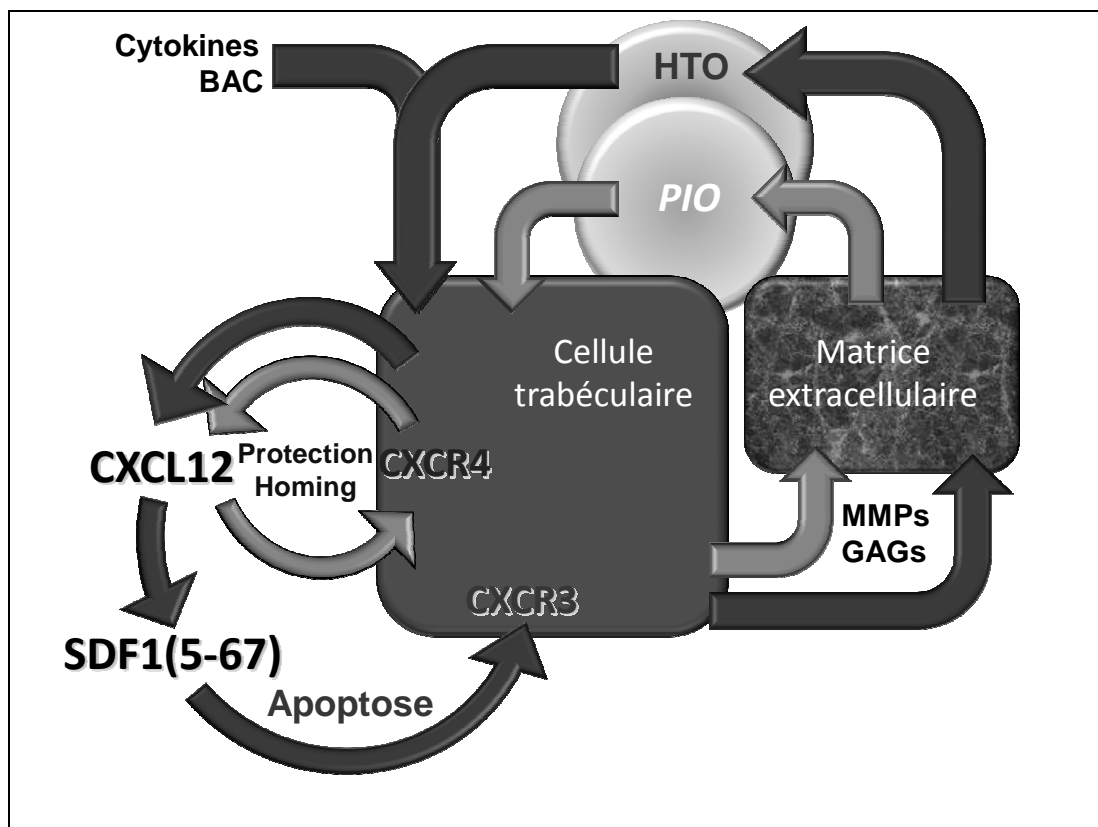 Cytokines
BAC
HTO
PIO
Cellule
trabéculaire
Matrice
extracellulaire
CXCL12
Protection
Homing
CXCR4
MMPs
GAGs
CXCR3
SDF1(5-67)
Apoptose